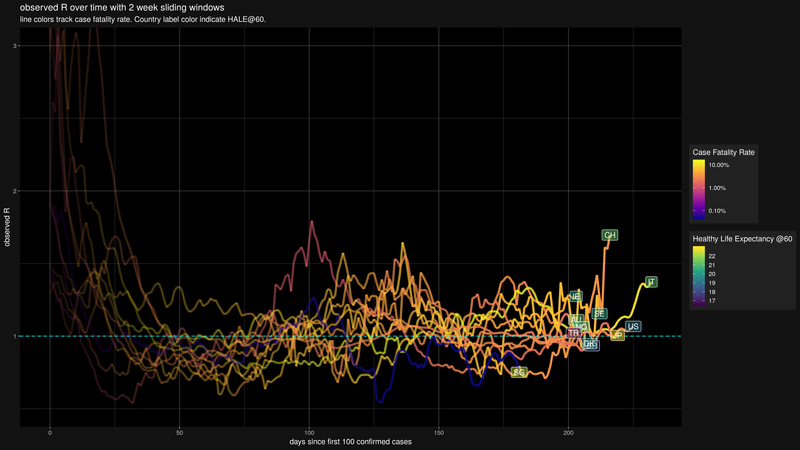 observed R over time with 2 week sliding windows
line colors track case fatality rate. Country label color indicate HALE@60.
3
2
1
observed R
0
50
100
150
200
days since first 100 confirmed cases
CH
IT
SE
US
TR
SG
Case Fatality Rate
10.00%
1.00%
0.10%
Healthy Life Expectancy @60
22
21
20
19
18
17